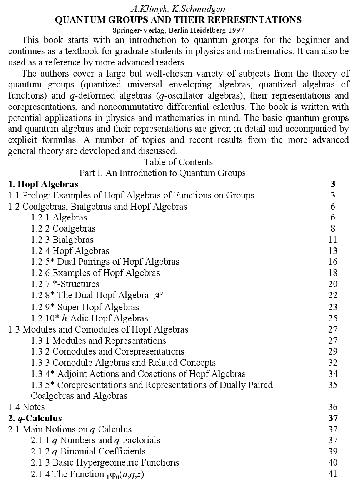 A.Klimyk, K.Schmudgen
QUANTUM GROUPS AND THEIR REPRESENTATIONS
Springer-Verlag, Berlin Heidelberg 1997
This book starts with an introduction to quantum groups for the beginner and
continues as a textbook for graduate students in physics and mathematics. It can also be
used as a reference by more advanced readers.
The authors cover a large but well-chosen variety of subjects from the theory of
quantum groups (quantized universal enveloping algebras, quantized algebras of
functions) and q-deformed algebras (q-oscillator algebras), their representations and
corepresentations, and noncommutative differential calculus. The book is written with
potential applications in physics and mathematics in mind. The basic quantum groups
and quantum algebras and their representations are given in detail and accompanied by
explicit formulas. A number of topics and recent results from the more advanced
general theory are developed and discussed.
Table of Contents
Part I. An Introduction to Quantum Groups
1. Hopf Algebras 3
1.1 Prolog: Examples of Hopf Algebras of Functions on Groups 3
1.2 Coalgebras, Bialgebras and Hopf Algebras 6
1.2.1 Algebras 6
1.2.2 Coalgebras 8
1.2.3 Bialgebras 11
1.2.4 Hopf Algebras 13
1.2.5* Dual Pairings of Hopf Algebras 16
1.2.6 Examples of Hopf Algebras 18
1.2.7 *-Structures 20
1.2.8* The Dual Hopf Algebra 22
1.2.9* Super Hopf Algebras 23
1.2.10* h-Adic Hopf Algebras 25
1.3 Modules and Comodules of Hopf Algebras 27
1.3.1 Modules and Representations 27
1.3.2 Comodules and Corepresentations 29
1.3.3 Comodule Algebras and Related Concepts 32
1.3.4* Adjoint Actions and Coactions of Hopf Algebras 34
1.3.5* Corepresentations and Representations of Dually Paired 35
Coalgebras and Algebras
1.4 Notes 36
2. q-Calculus 37
2.1 Main Notions of q-Calculus 37
2.1.1 q-Numbers and q-Factorials 37
2.1.2 q-Binomial Coefficients 39
2.1.3 Basic Hypergeometric Functions 40
2.1.4 The Function 41